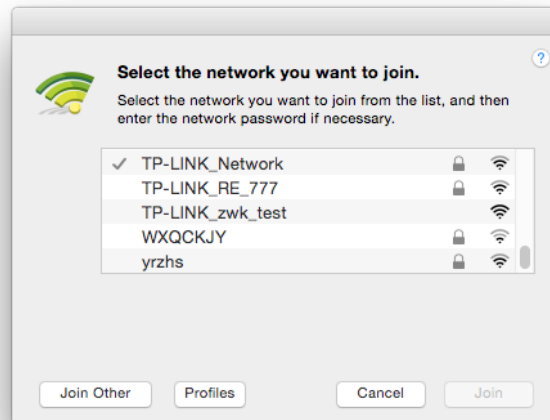 ?
Select the network you want to join.
Select the network you want to join from the list, and then
enter the network password if necessary.
TP-LINK_Network
TP-LINK_RE_777
TP-LINK_zwk_test
WXQCKJY
yrzhs
Join Other Profiles Cancel Join